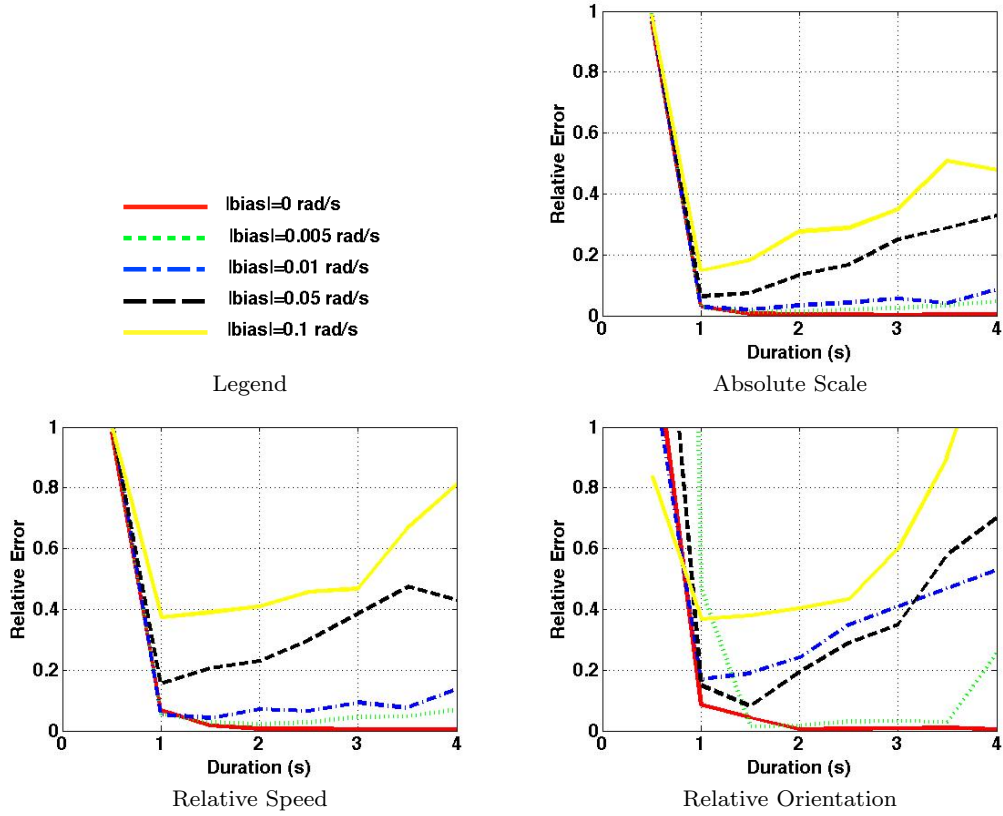 |bias|=0 rad/s
|bias|=0.005 rad/s
|bias|=0.01 rad/s
|bias|=0.05 rad/s
|bias|=0.1 rad/s
Legend
1
0.8
0.6
0.4
0.2
0
0 1 2 3 4
Relative Error
Duration (s)
Absolute Scale
1
0.8
0.6
0.4
0.2
0
0 1 2 3 4
Relative Error
Duration (s)
Relative Speed
1
0.8
0.6
0.4
0.2
0
0 1 2 3 4
Relative Error
Duration (s)
Relative Orientation